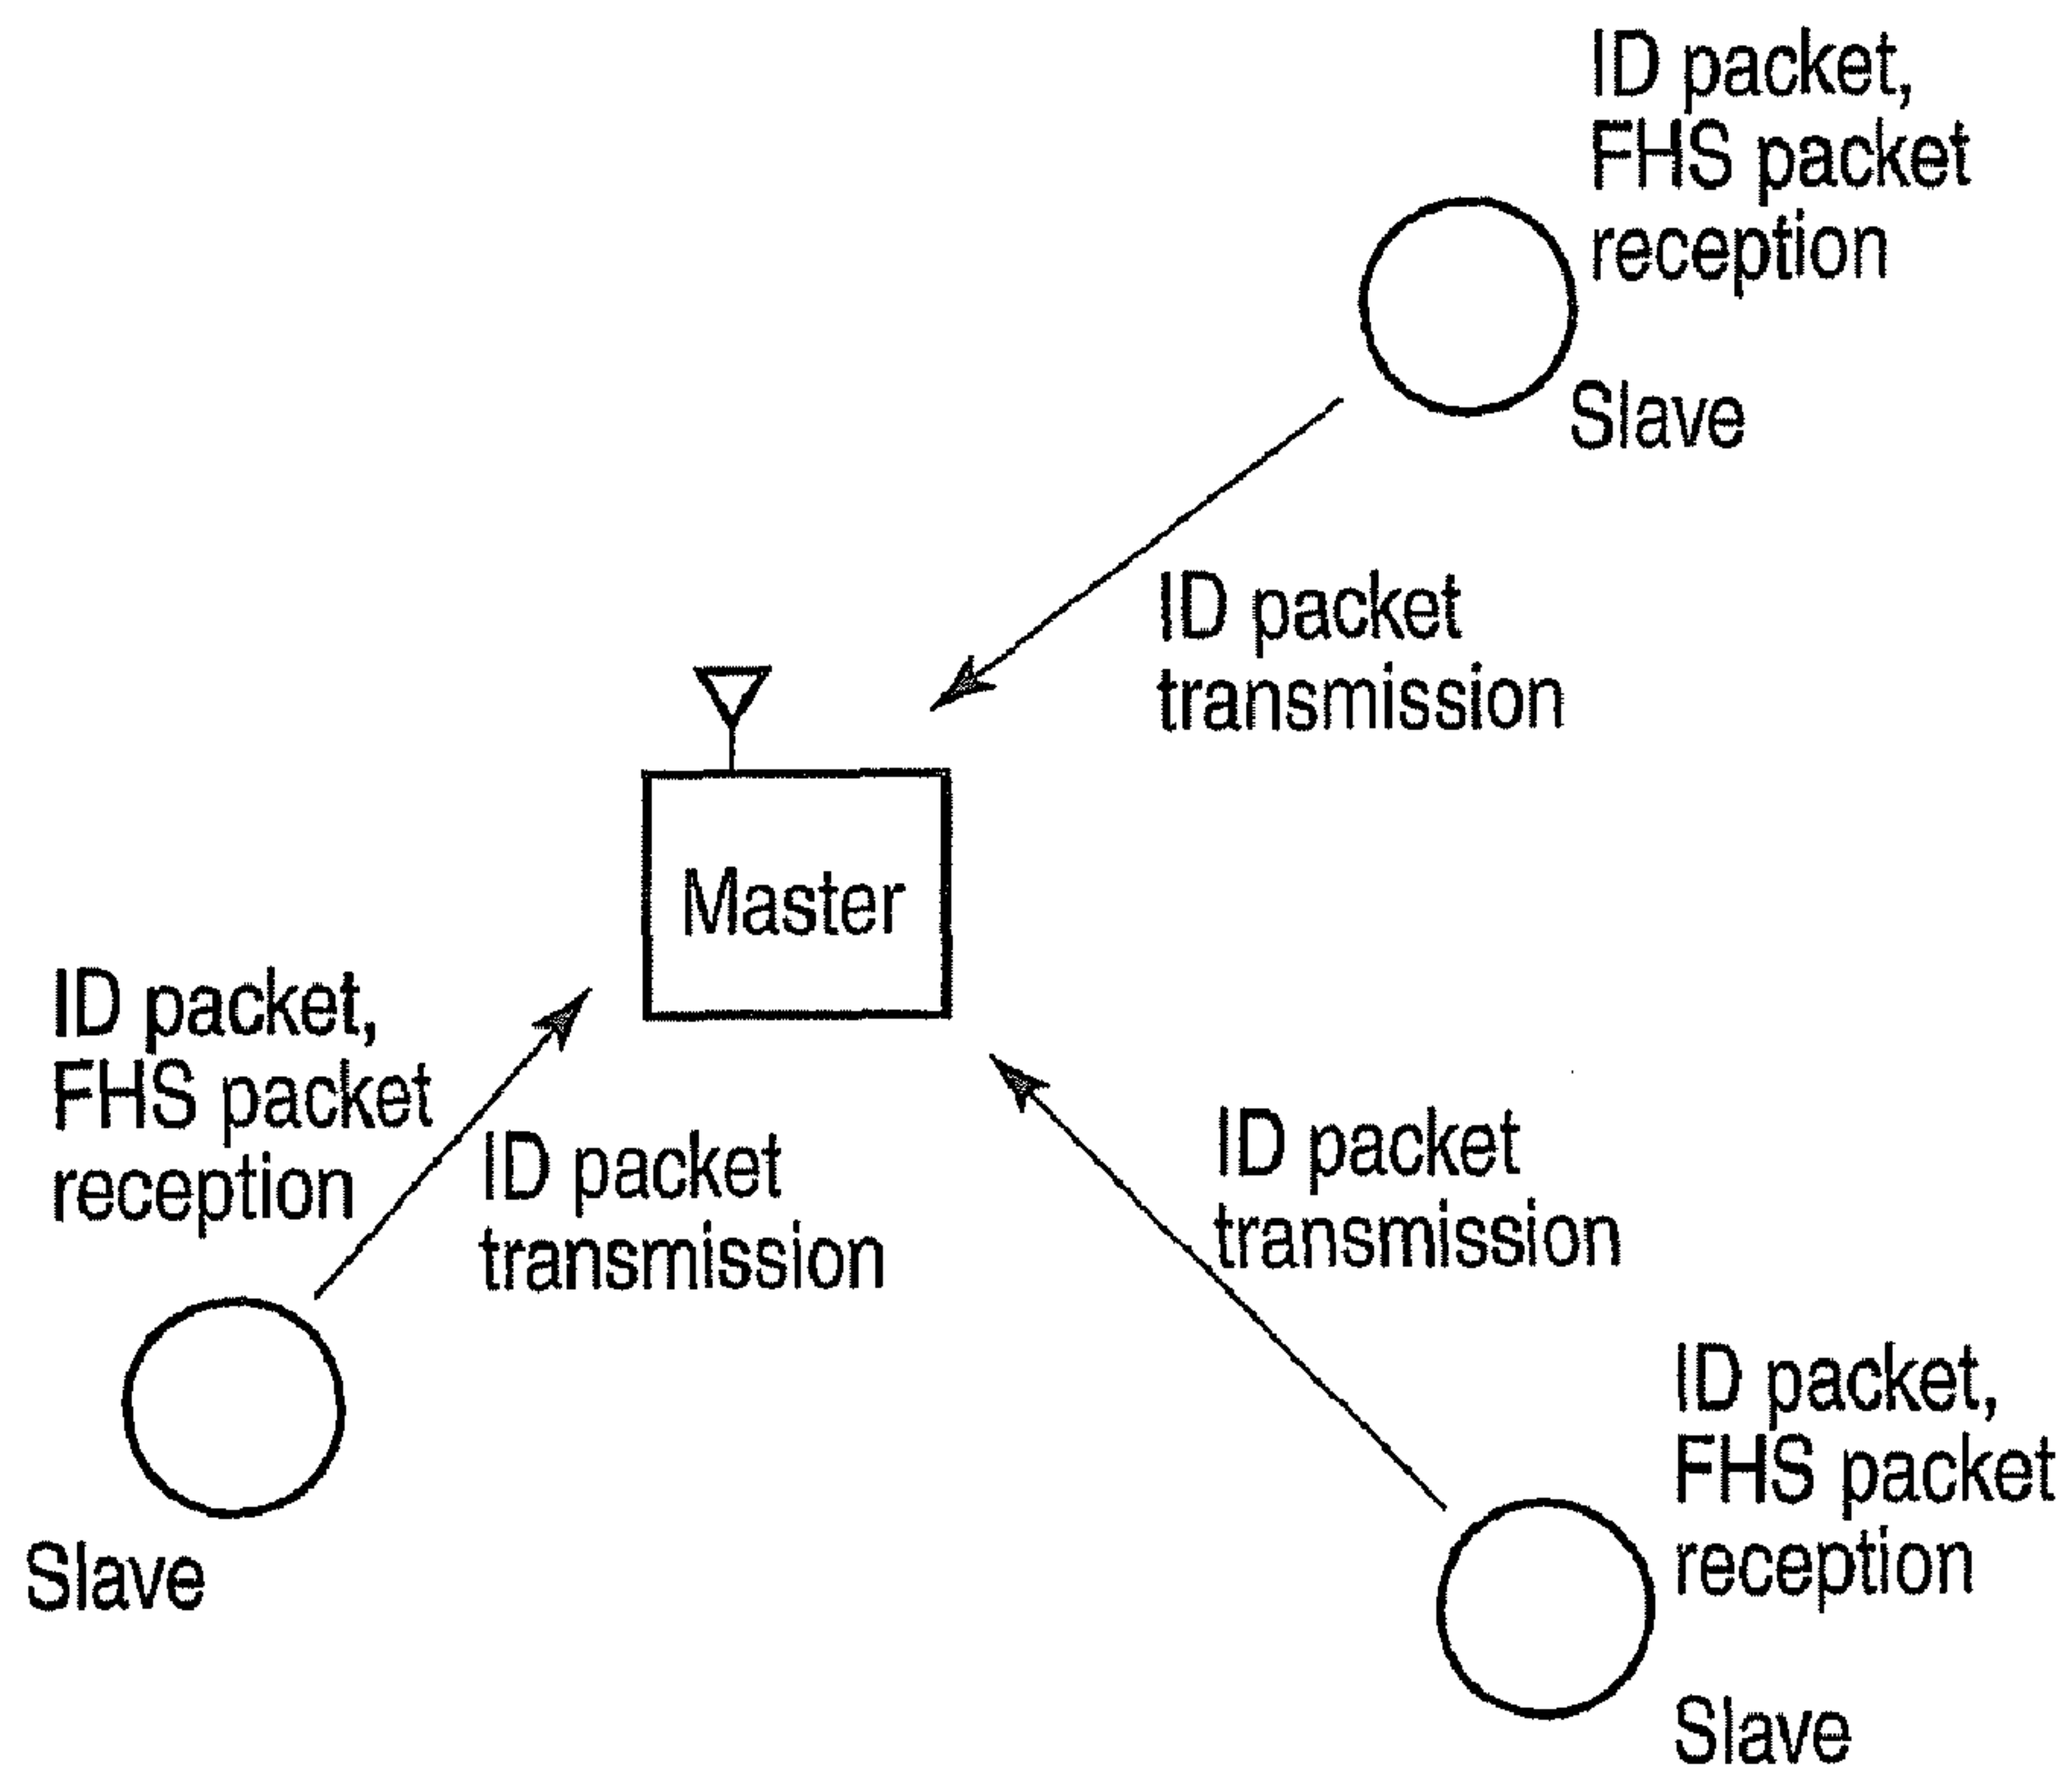 ID packet,
FHS packet
reception
Slave
ID packet
transmission
Master
ID packet,
FHS packet
reception
ID packet
transmission
Slave
ID packet
transmission
ID packet,
FHS packet
reception
Slave